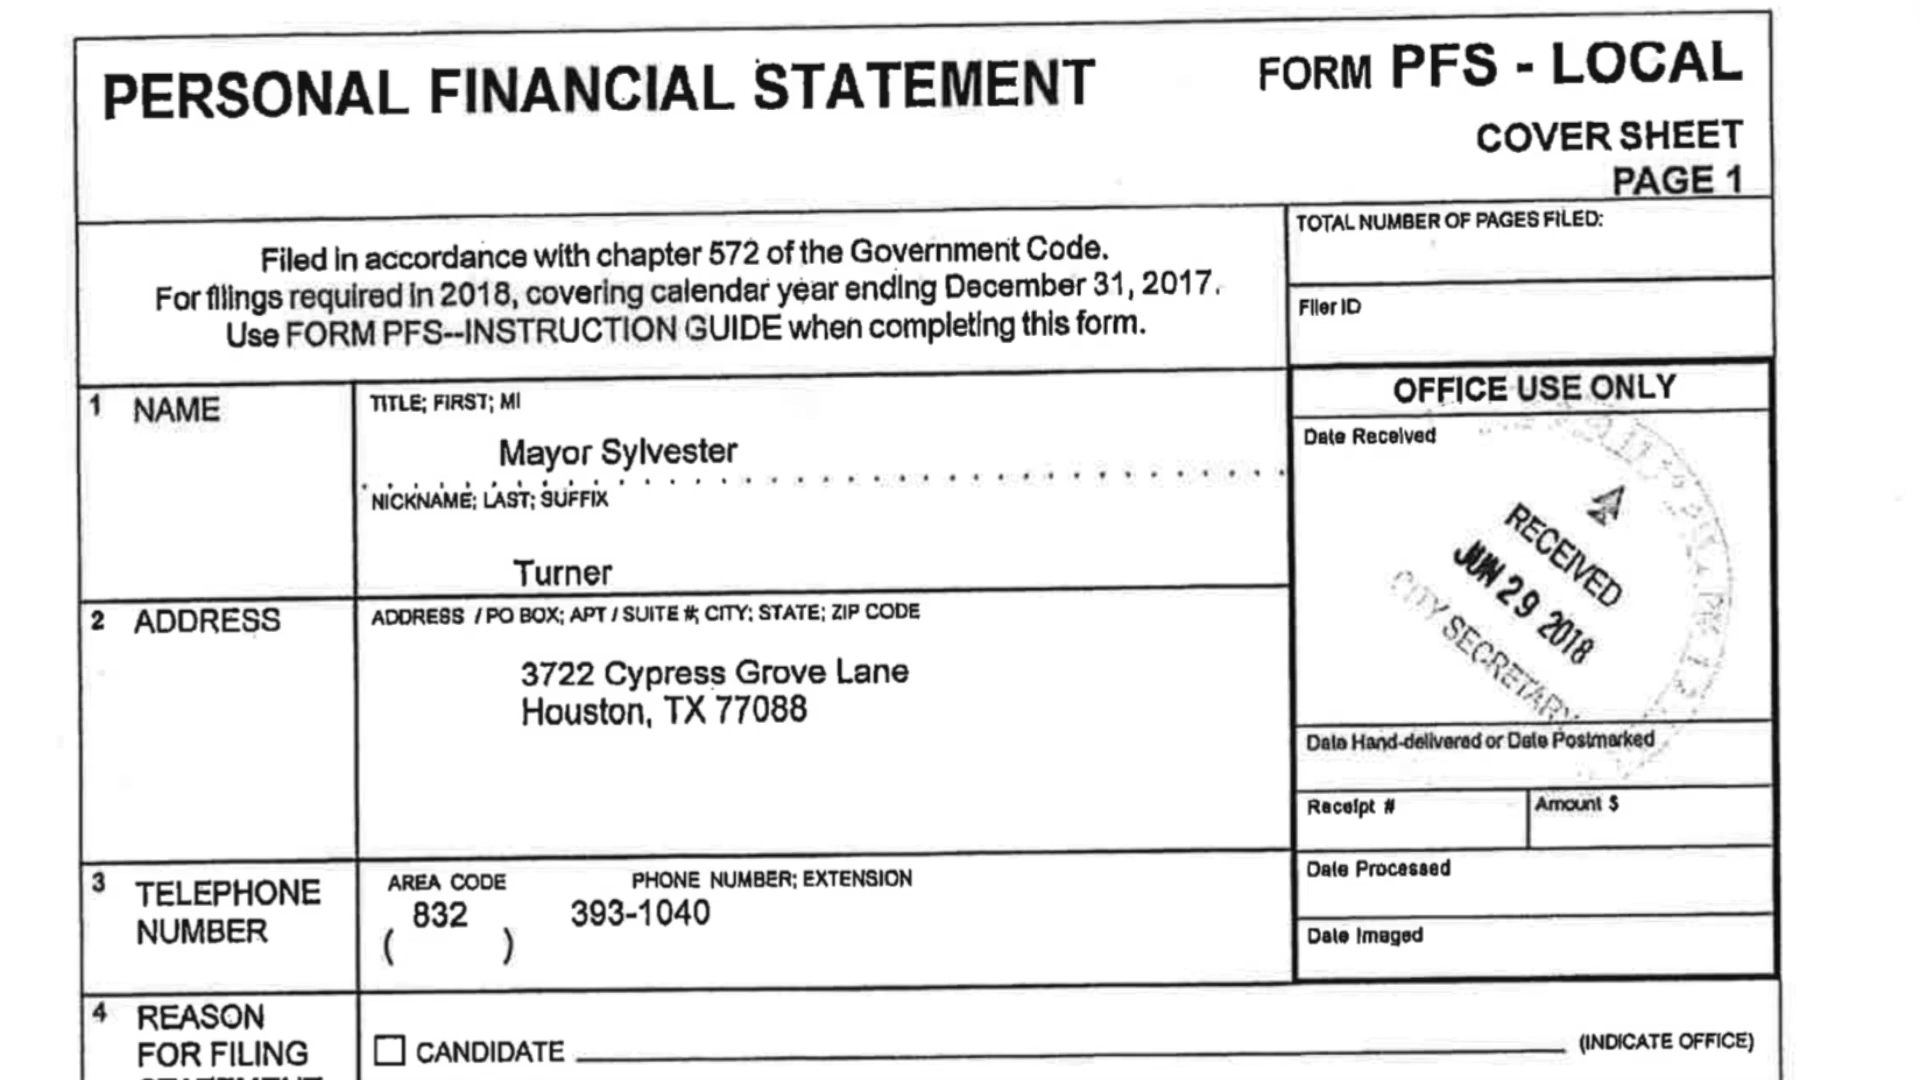 PERSONAL FINANCIAL STATEMENT
FORM PFS - LOCAL
COVER SHEET
PAGE 1
Filed in accordance with chapter 572 of the Government Code.
For filings required in 2018, covering calendar year ending December 31, 2017.
Use FORM PFS--INSTRUCTION GUIDE when completing this form.
TOTAL NUMBER OF PAGES FILED:
Filer ID
1 NAME
TITLE; FIRST; MI
Mayor Sylvester
NICKNAME; LAST; SUFFIX
Turner
OFFICE USE ONLY
Date Received
RECEIVED
JUN 29 2018
CITY SECRETARY
2 ADDRESS
ADDRESS / PO BOX; APT / SUITE #; CITY; STATE; ZIP CODE
3722 Cypress Grove Lane
Houston, TX 77088
Date Hand-delivered or Date Postmarked
Receipt #
Amount $
Date Processed
Date Imaged
3 TELEPHONE
NUMBER
AREA CODE
PHONE NUMBER; EXTENSION
( 832 ) 393-1040
4 REASON
FOR FILING
STATEMENT
CANDIDATE
(INDICATE OFFICE)